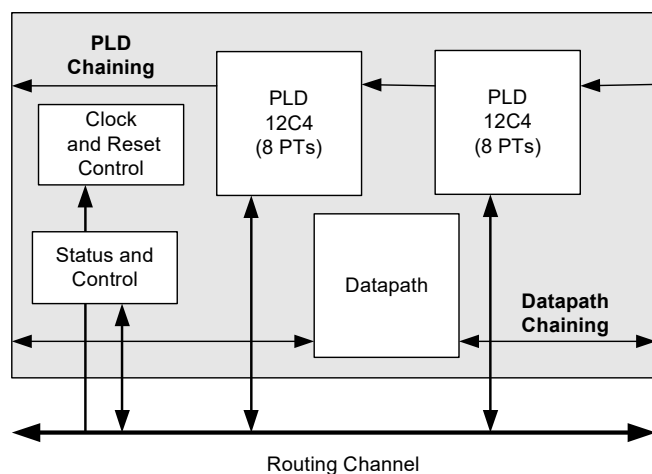 PLD
Chaining
PLD
12C4
(8 PTs)
PLD
12C4
(8 PTs)
Clock
and Reset
Control
Status and
Control
Datapath
Datapath
Chaining
Routing Channel